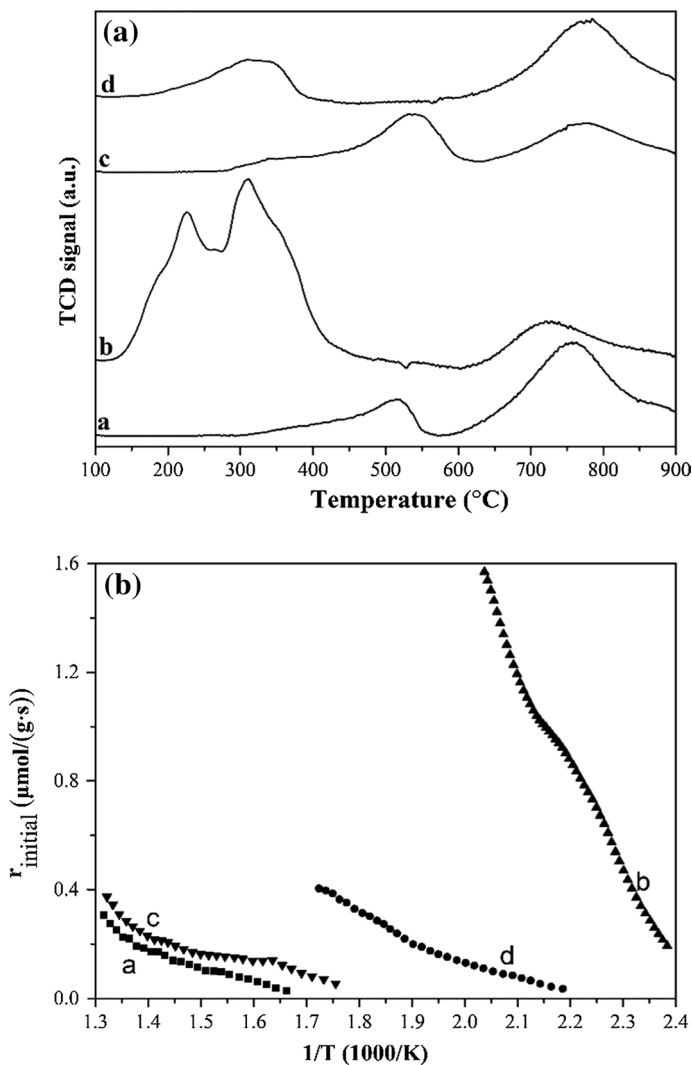 (a)
d
c
b
a
TCD signal (a.u.)
100 200 300 400 500 600 700 800 900
Temperature (°C)
(b)
1.6
1.2
0.8
0.4
0.0
r initial (μmol/(g·s)
b
c
a
d
1.3 1.4 1.5 1.6 1.7 1.8 1.9 2.0 2.1 2.2 2.3 2.4
1/T (1000/K)